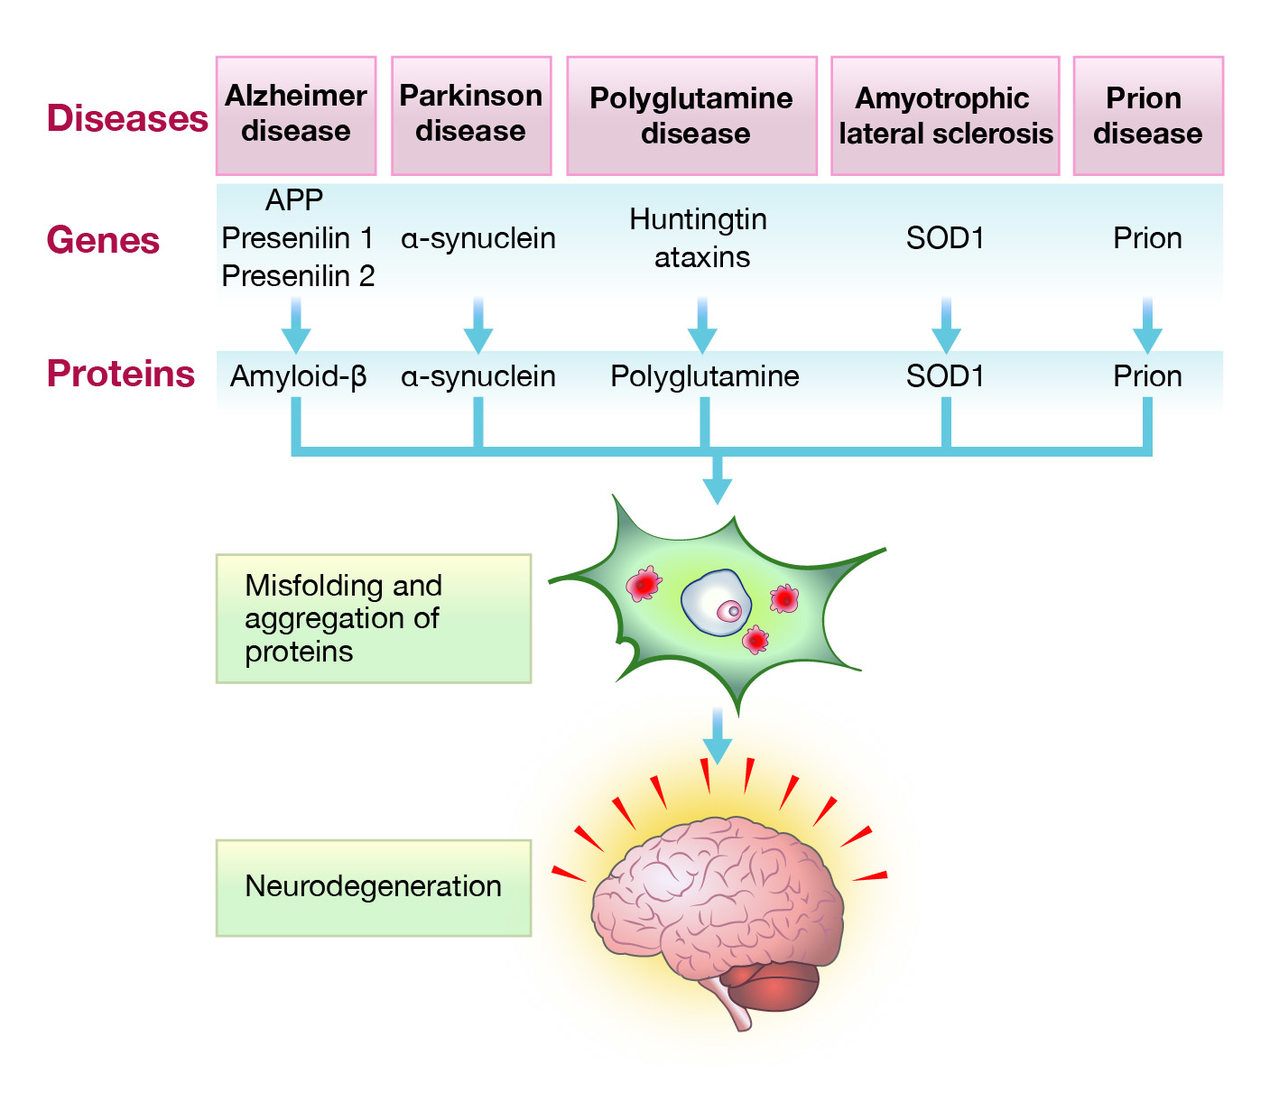 Diseases
Alzheimer
disease
Parkinson
disease
Polyglutamine
disease
Amyotrophic
lateral sclerosis
Prion
disease
Genes
APP
Presenilin 1
Presenilin 2
α-synuclein
Huntingtin
ataxins
SOD1
Prion
Proteins
Amyloid-β
α-synuclein
Polyglutamine
SOD1
Prion
Misfolding and
aggregation of
proteins
Neurodegeneration